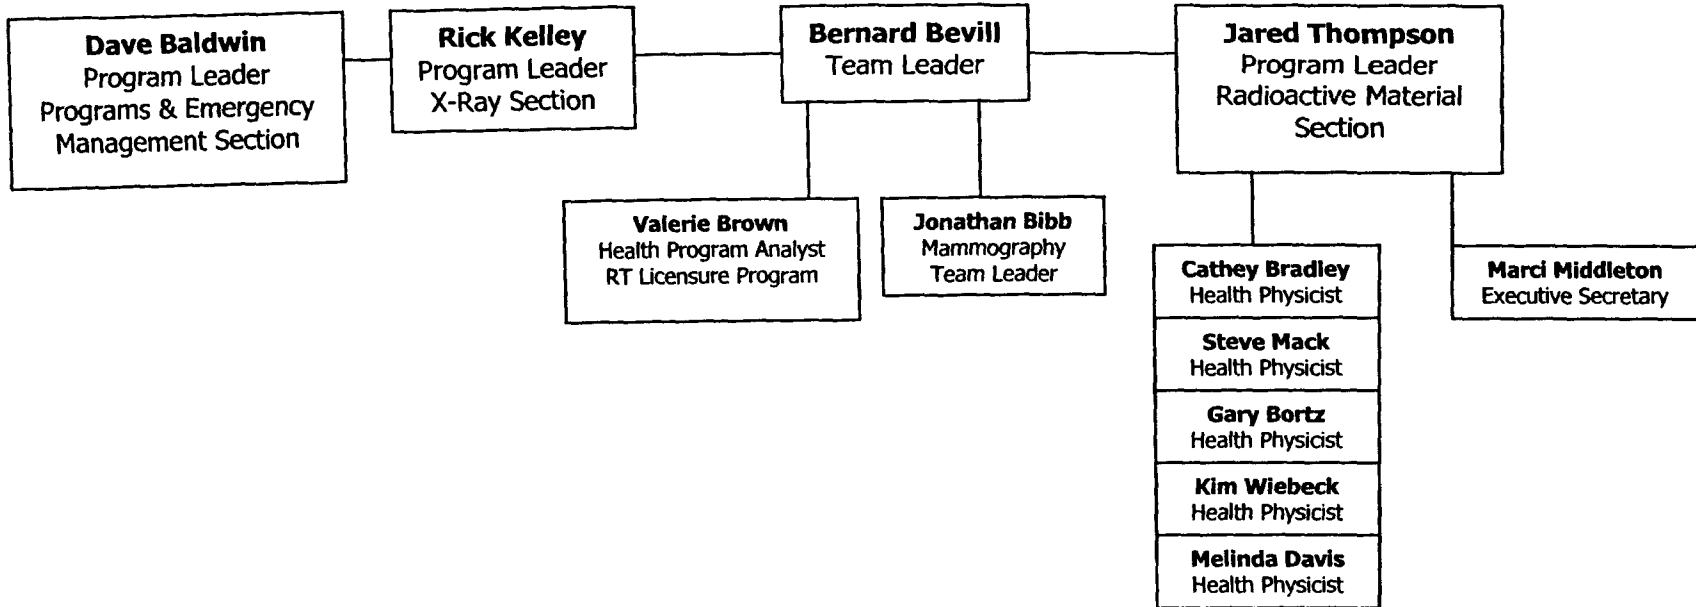 Dave Baldwin
Program Leader
Programs & Emergency
Management Section
Rick Kelley
Program Leader
X-Ray Section
Bernard Bevill
Team Leader
Jared Thompson
Program Leader
Radioactive Material
Section
Valerie Brown
Health Program Analyst
RT Licensure Program
Jonathan Bibb
Mammography
Team Leader
Cathey Bradley
Health Physicist
Steve Mack
Health Physicist
Gary Bortz
Health Physicist
Kim Wiebeck
Health Physicist
Melinda Davis
Health Physicist
Marci Middleton
Executive Secretary